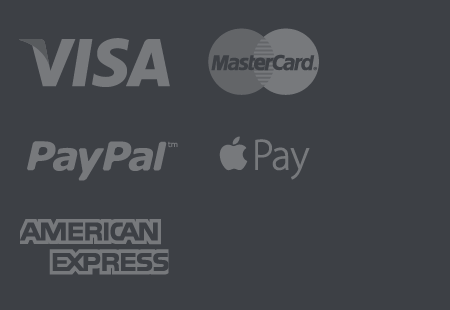 VISA
MasterCard.
PayPal™
Pay
AMERICAN
EXPRESS